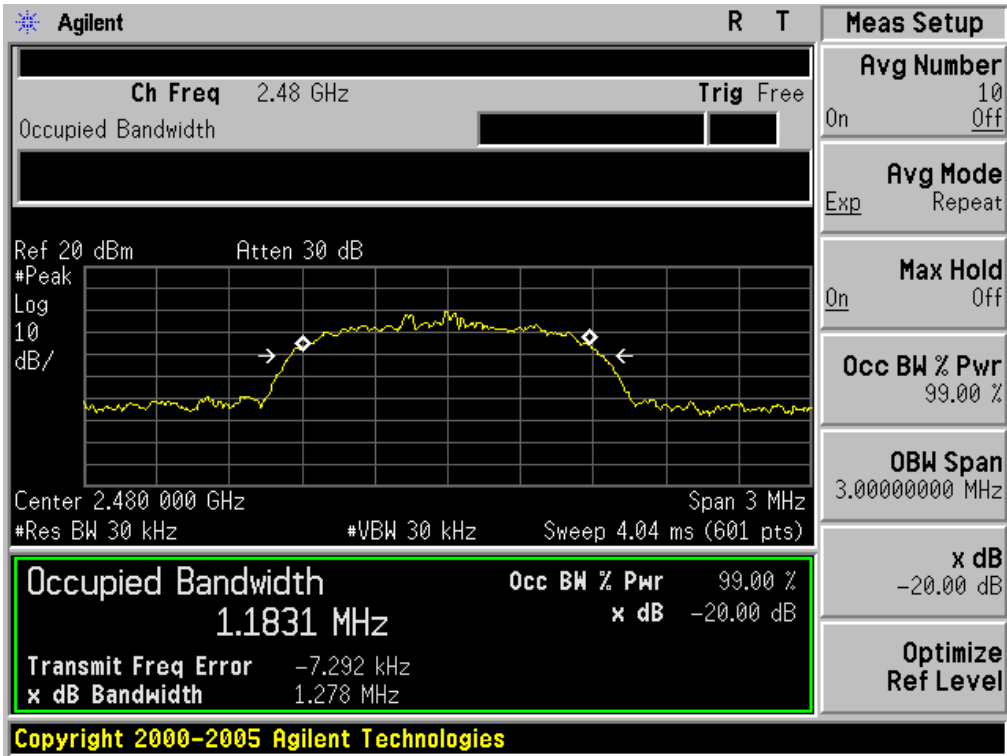 Agilent R T Meas Setup
Ch Freq 2.48 GHz Trig Free
Occupied Bandwidth
Ref 20 dBm Atten 30 dB
#Peak
Log
10
dB/
Center 2.480 000 GHz Span 3 MHz
#Res BW 30 kHz #VBW 30 kHz Sweep 4.04 ms (601 pts)
Occupied Bandwidth Occ BW % Pwr 99.00 %
1.1831 MHz x dB -20.00 dB
Transmit Freq Error -7.292 kHz
x dB Bandwidth 1.278 MHz
Copyright 2000-2005 Agilent Technologies
Avg Number
10
On Off
Avg Mode
Exp Repeat
Max Hold
On Off
Occ BW % Pwr
99.00 %
OBW Span
3.00000000 MHz
x dB
-20.00 dB
Optimize
Ref Level